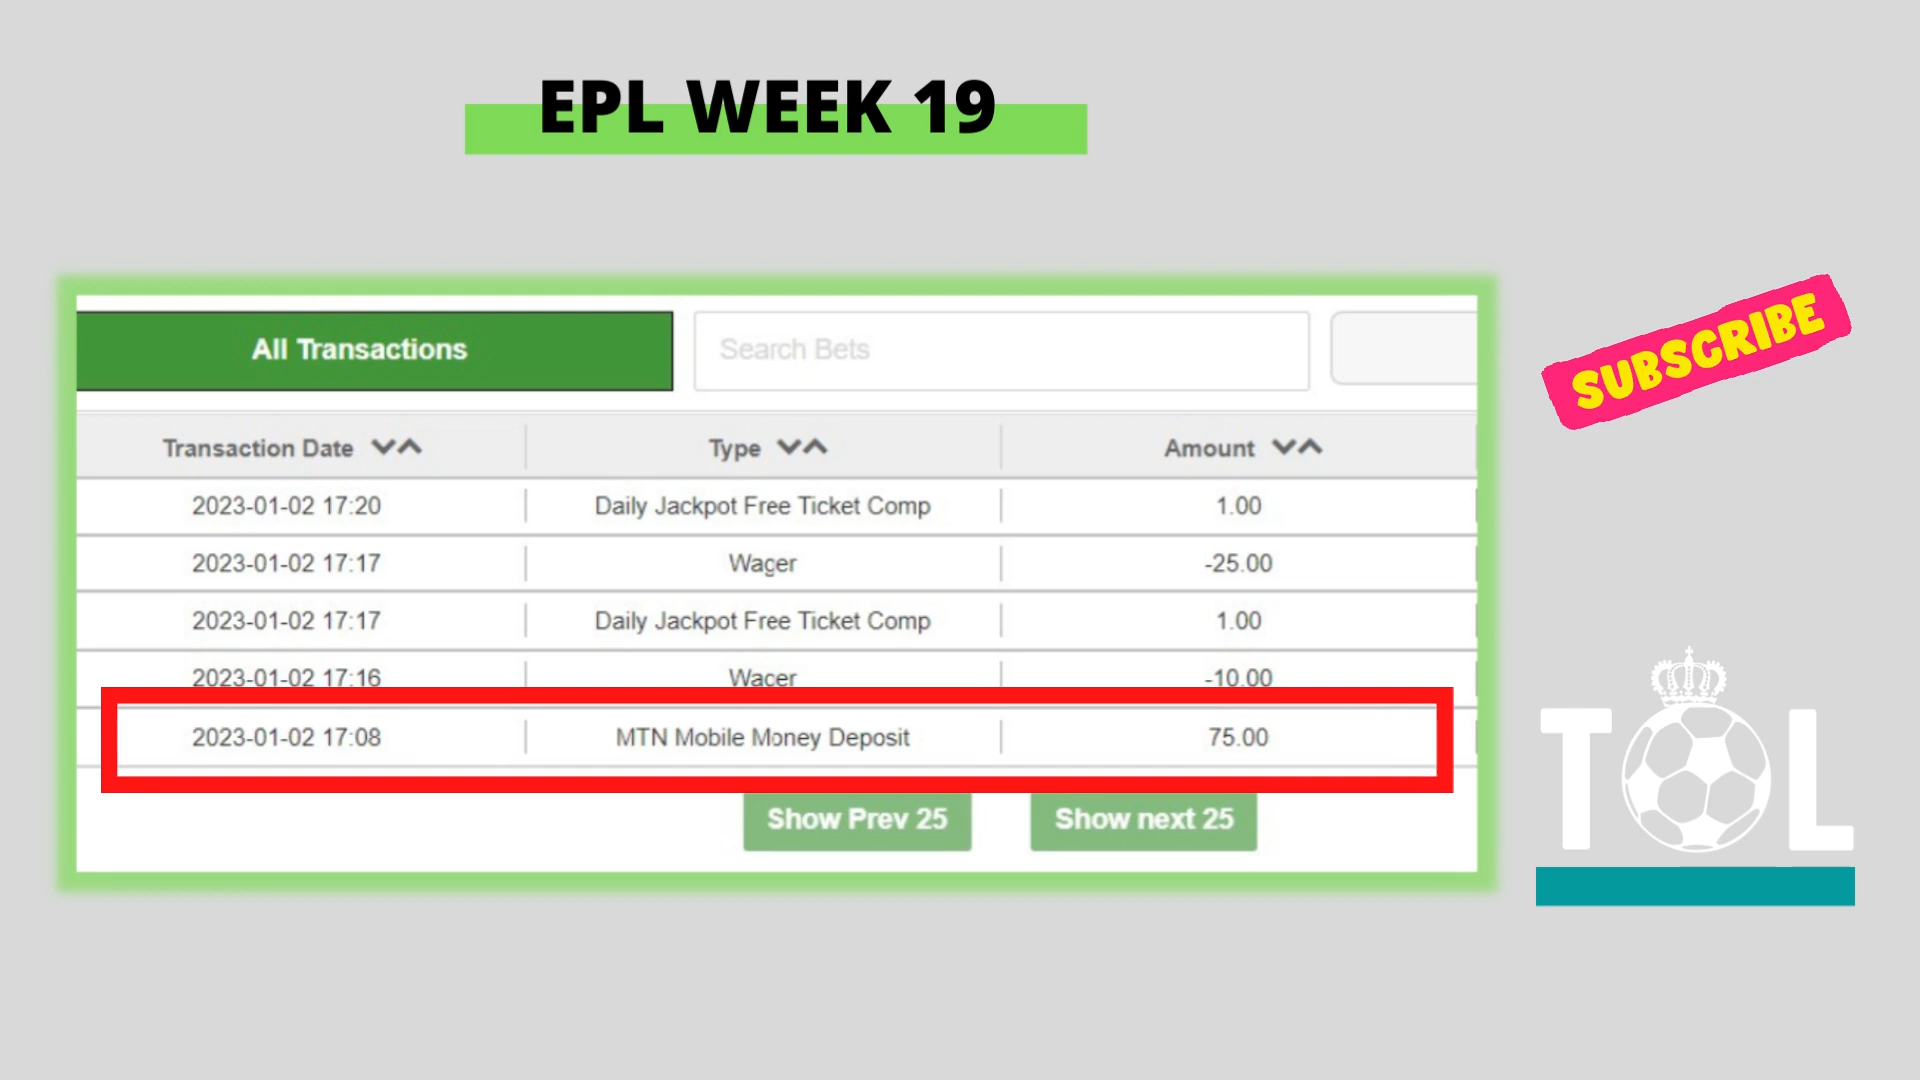 EPL WEEK 19
All Transactions Search Bets
Transaction Date Type Amount
2023-01-02 17:20 Daily Jackpot Free Ticket Comp 1.00
2023-01-02 17:17 Wager -25.00
2023-01-02 17:17 Daily Jackpot Free Ticket Comp 1.00
2023-01-02 17:16 Wager -10.00
2023-01-02 17:08 MTN Mobile Money Deposit 75.00
Show Prev 25 Show next 25
SUBSCRIBE
TOL